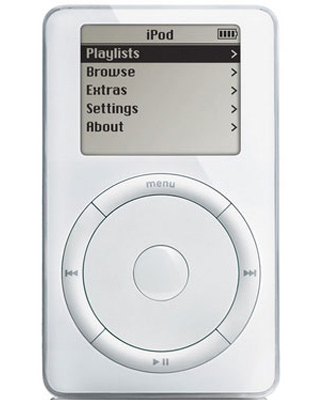 iPod
Playlists >
Browse >
Extras >
Settings >
About >
menu